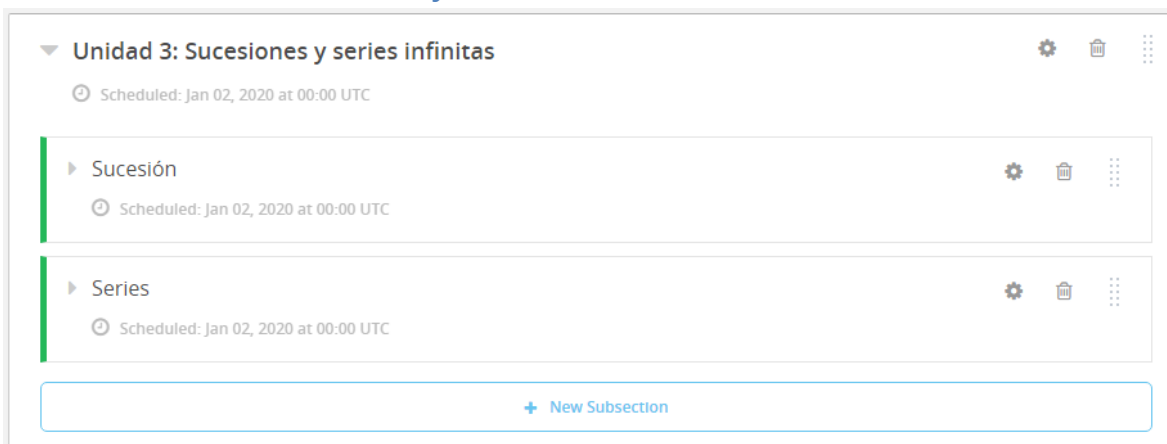 Unidad 3: Sucesiones y series infinitas
Scheduled: Jan 02, 2020 at 00:00 UTC
Sucesión
Scheduled: Jan 02, 2020 at 00:00 UTC
Series
Scheduled: Jan 02, 2020 at 00:00 UTC
+ New Subsection